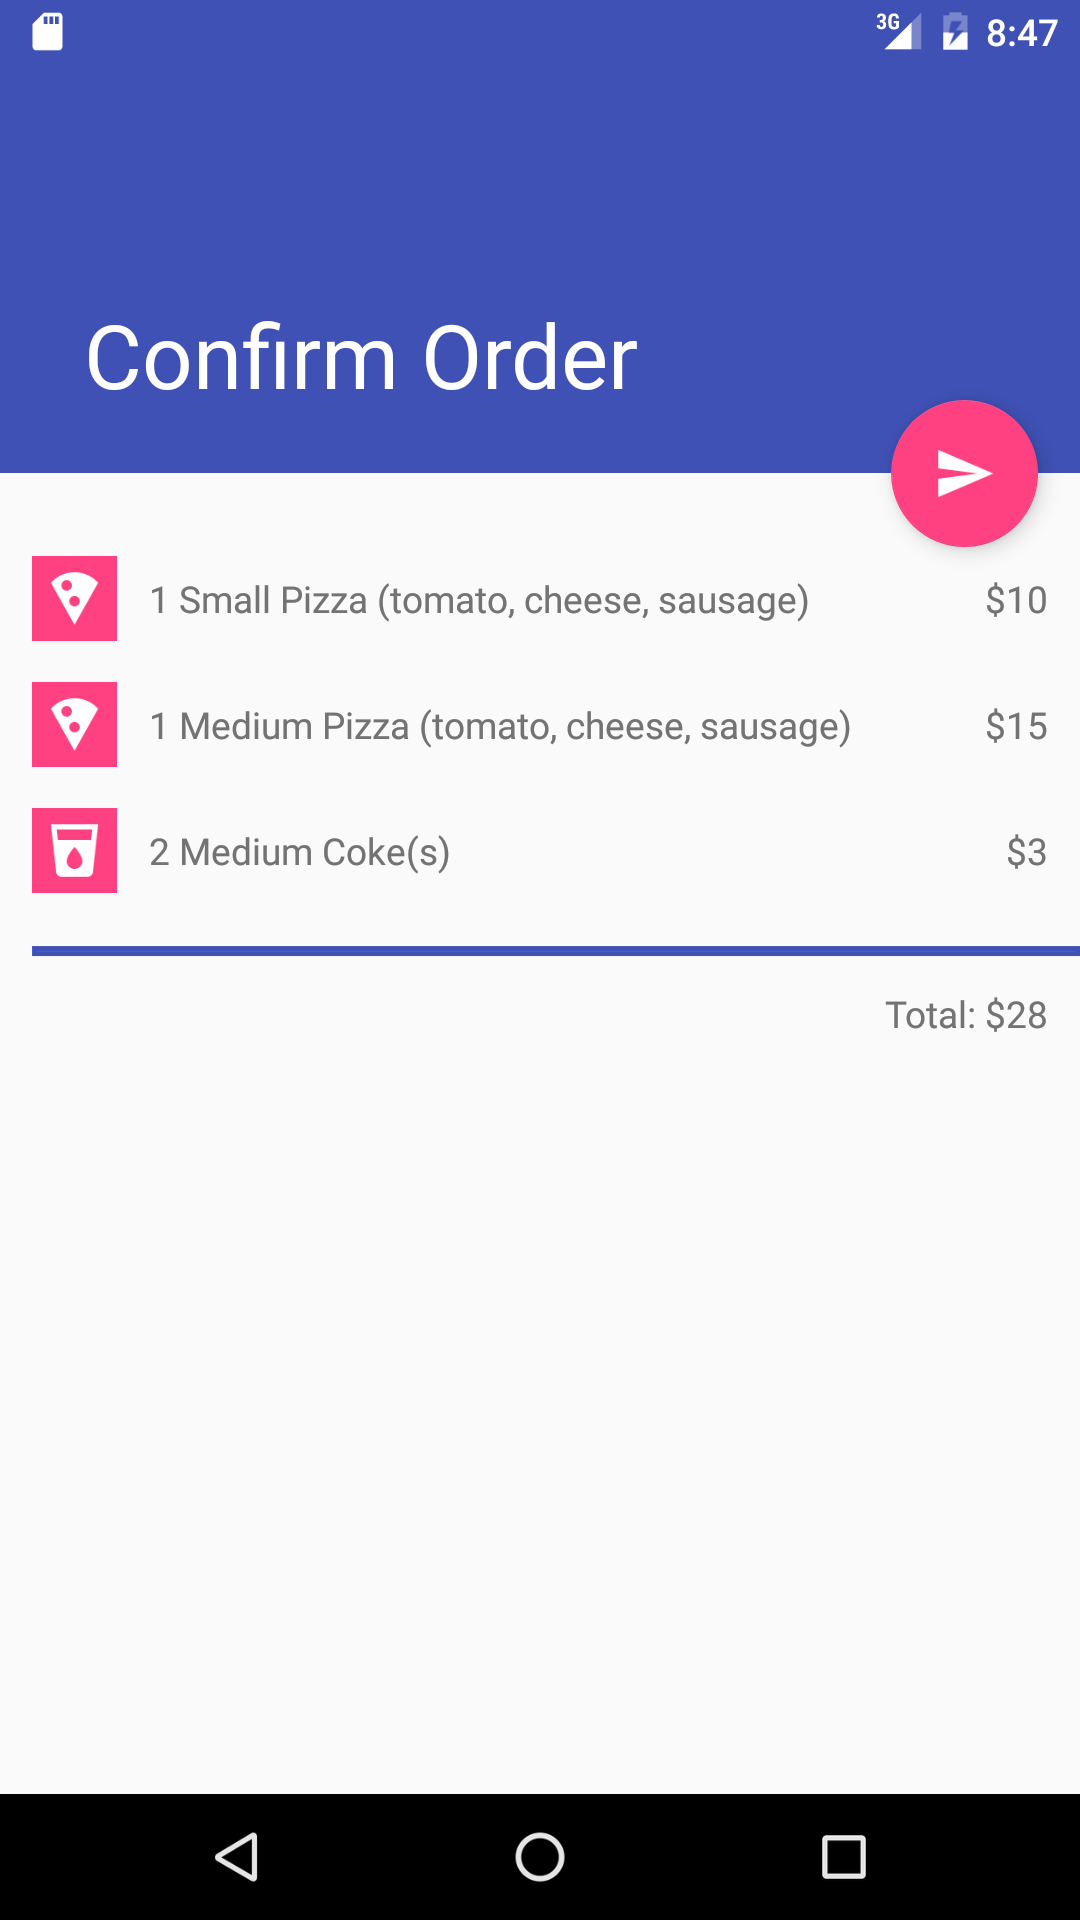 3G 8:47
Confirm Order
1 Small Pizza (tomato, cheese, sausage) $10
1 Medium Pizza (tomato, cheese, sausage) $15
2 Medium Coke(s) $3
Total: $28